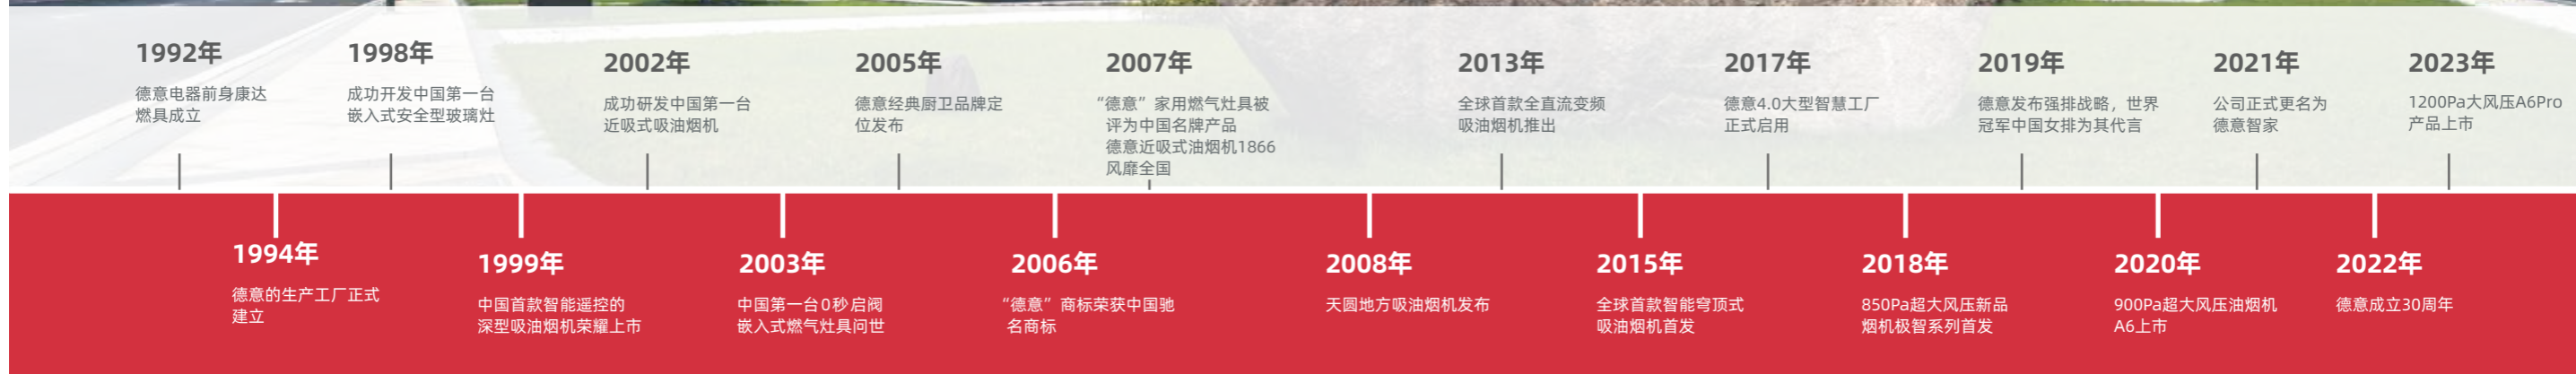 1992年
德意电器前身康达
燃具成立
1998年
成功开发中国第一台
嵌入式安全型玻璃灶
2002年
成功研发中国第一台
近吸式吸油烟机
2005年
德意经典厨卫品牌定
位发布
2007年
“德意”家用燃气灶具被
评为中国名牌产品
德意近吸式油烟机1866
风靡全国
2013年
全球首款全直流变频
吸油烟机推出
2017年
德意4.0大型智慧工厂
正式启用
2019年
德意发布强排战略，世界
冠军中国女排为其代言
2021年
公司正式更名为
德意智家
2023年
1200Pa大风压A6Pro
产品上市
1994年
德意的生产工厂正式
建立
1999年
中国首款智能遥控的
深型吸油烟机荣耀上市
2003年
中国第一台0秒启阀
嵌入式燃气灶具问世
2006年
“德意”商标荣获中国驰
名商标
2008年
天圆地方吸油烟机发布
2015年
全球首款智能穹顶式
吸油烟机首发
2018年
850Pa超大风压新品
烟机极智系列首发
2020年
900Pa超大风压油烟机
A6上市
2022年
德意成立30周年